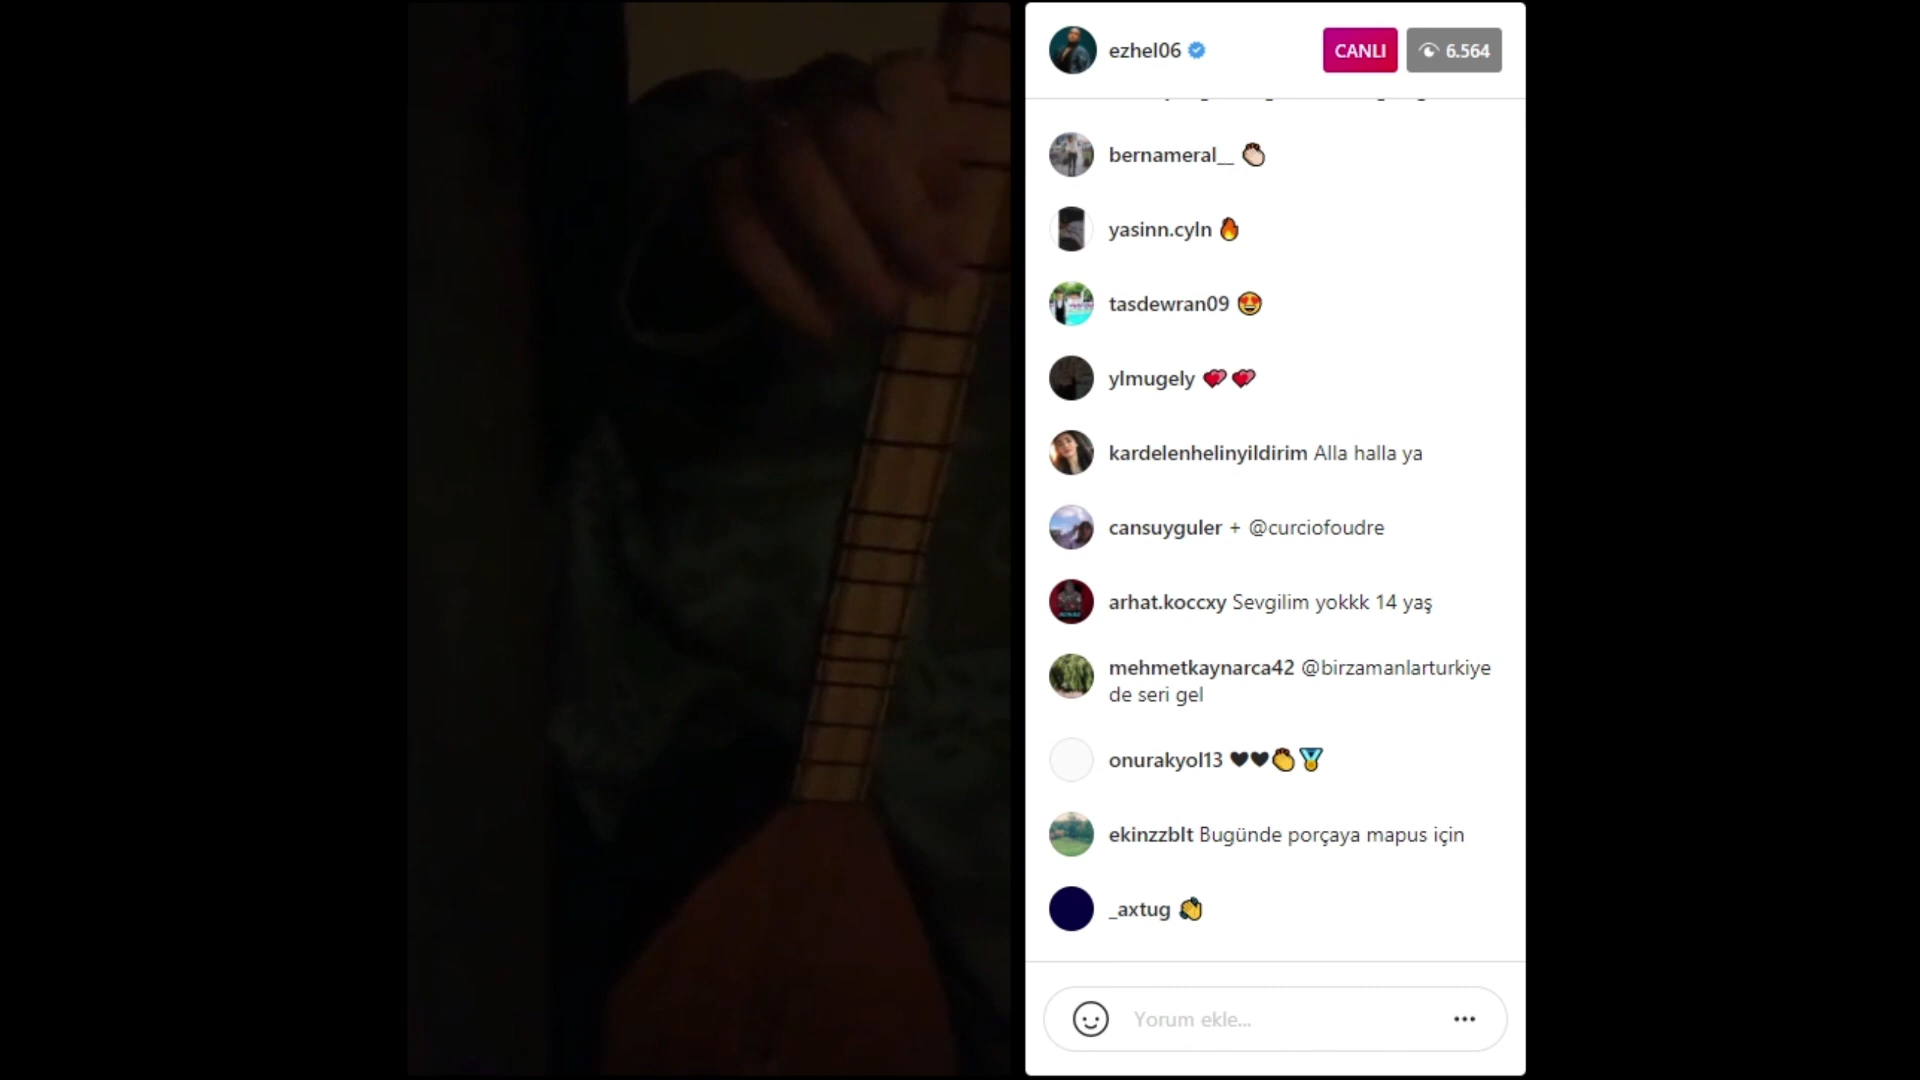 ezhel06
CANLI
6.564
bernameral__
yasinn.cyln
tasdewran09
ylmugely
kardelenhelinyildirim Alla halla ya
cansuyguler + @curciofoudre
arhat.koccxy Sevgilim yokkk 14 yaş
mehmetkaynarca42 @birzamanlarturkiye
de seri gel
onurakyol13 🖤🖤👏🏅
ekinzzblt Bugünde porçaya mapus için
_axtug
Yorum ekle...